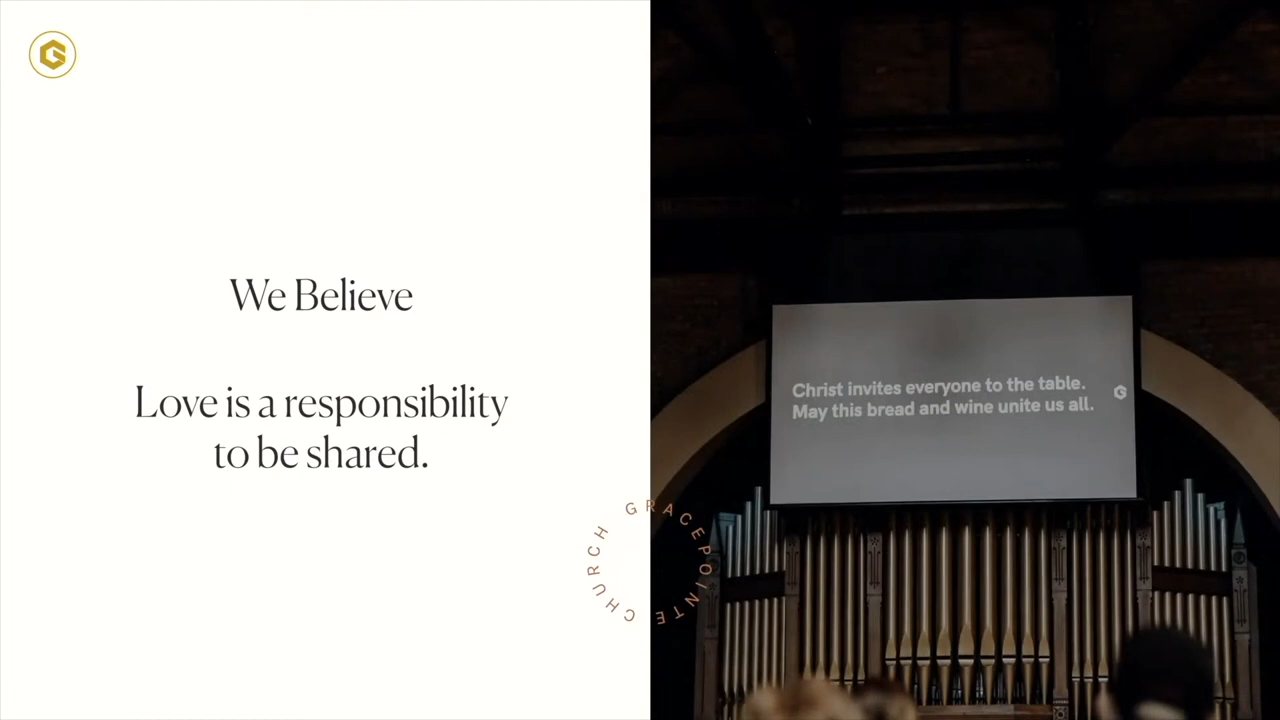 We Believe
Love is a responsibility
to be shared.
GRACEPOINTE CHURCH
Christ invites everyone to the table.
May this bread and wine unite us all.